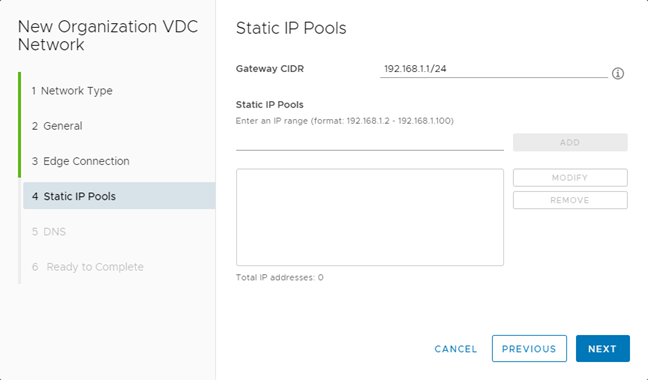 New Organization VDC
Network
1 Network Type
2 General
3 Edge Connection
4 Static IP Pools
5 DNS
6 Ready to Complete
Static IP Pools
Gateway CIDR 192.168.1.1/24
Static IP Pools
Enter an IP range (format: 192.168.1.2 - 192.168.1.100)
ADD
MODIFY
REMOVE
Total IP addresses: 0
CANCEL PREVIOUS NEXT